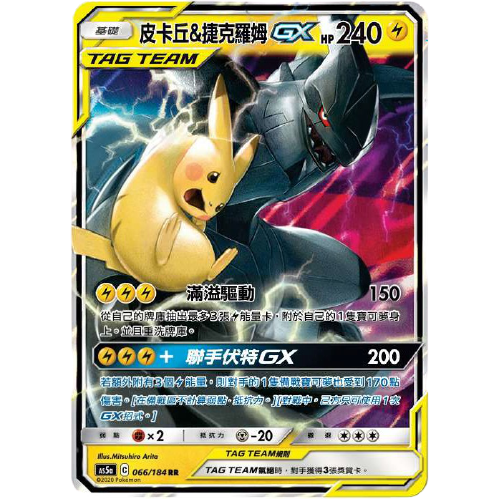 基礎 皮卡丘&捷克羅姆GX HP240
TAG TEAM
滿溢驅動 150
從自己的牌庫抽出最多3張能量卡,附於自己的1隻寶可夢身
上。並且重洗牌庫。
+ 聯手伏特GX 200
若額外附有3個能量,則對手的1隻備戰寶可夢也受到170點
傷害。[在備戰區不計算弱點、抵抗力。](對戰中,己方只可使用1次
GX招式。)
弱點 ×2 抵抗力 -20 撤退
Illus.Mitsuhiro Arita
TAG TEAM規則
AS5a C 066/184 RR
TAG TEAM氣絕時,對手獲得3張獎賞卡。
©2020 Pokémon